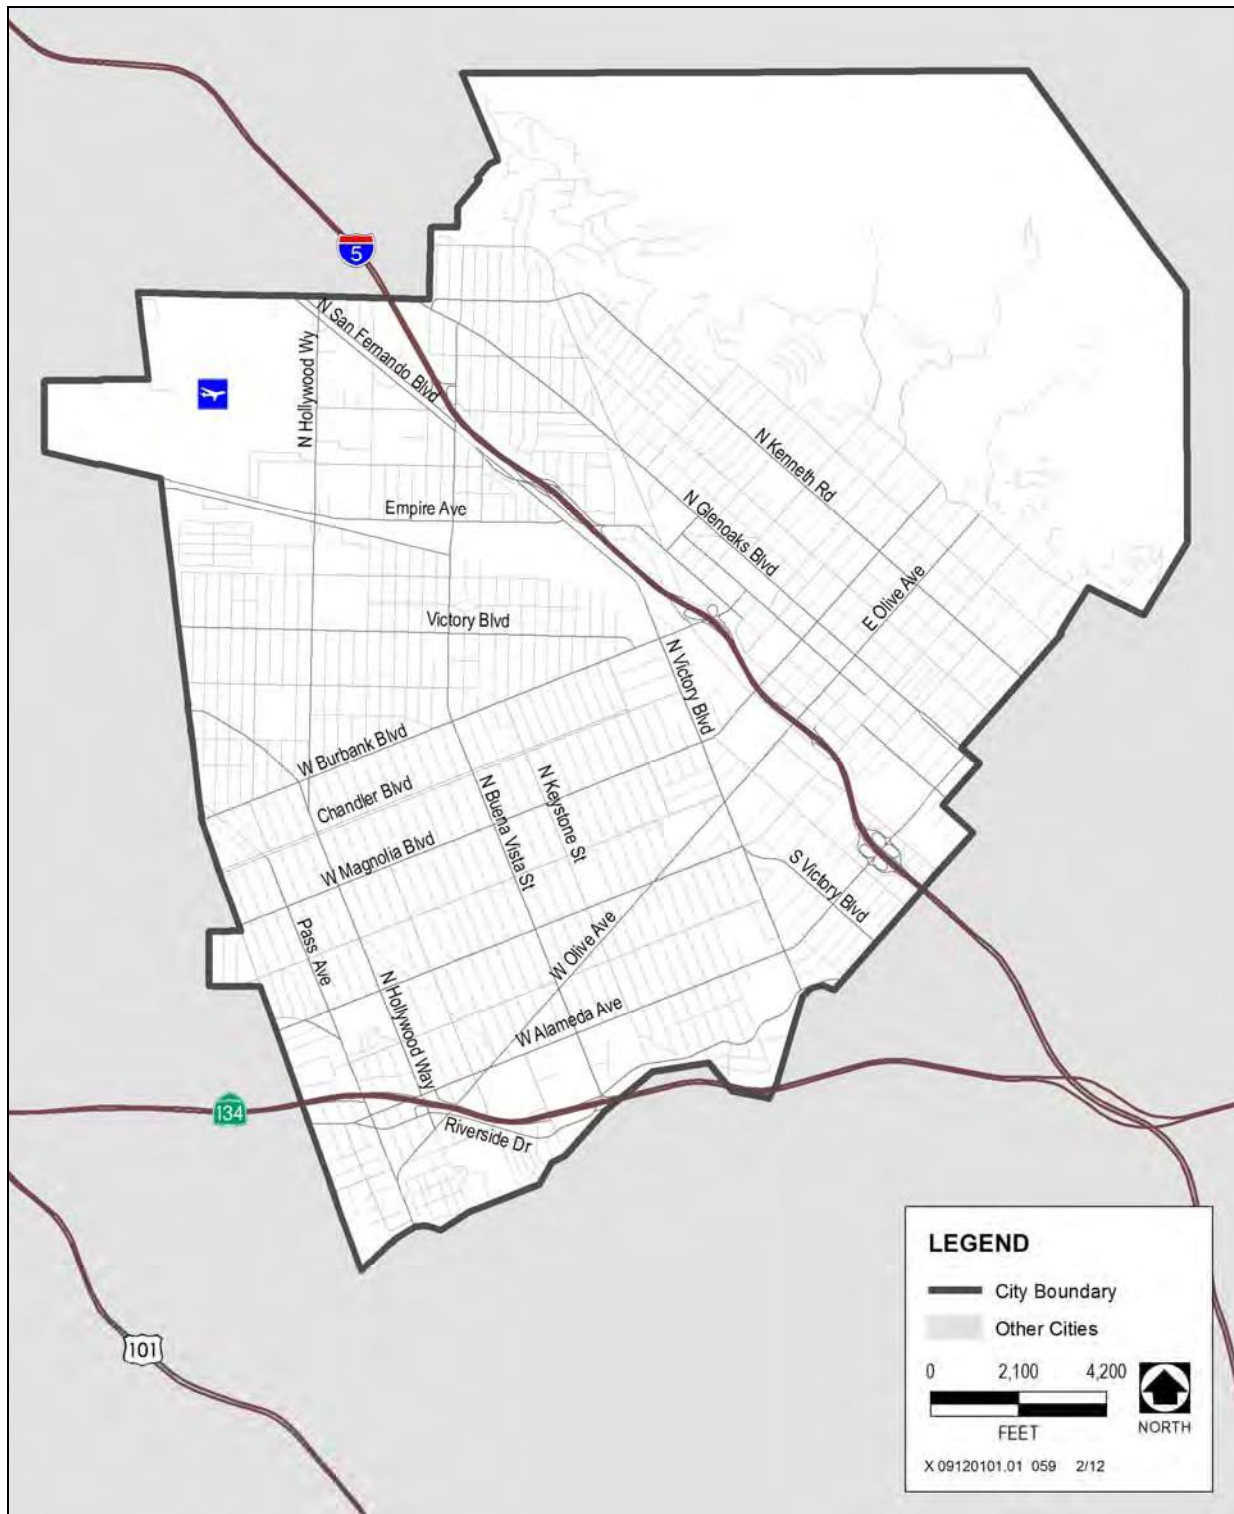 5
N San Fernando Blvd
N Hollywood Wy
N Kenneth Rd
N Glenoaks Blvd
Empire Ave
E Olive Ave
Victory Blvd
N Victory Blvd
W Burbank Blvd
Chandler Blvd
N Buena Vista St
N Keystone St
W Magnolia Blvd
S Victory Blvd
Pass Ave
W Olive Ave
N Hollywood Way
W Alameda Ave
134
Riverside Dr
101
LEGEND
City Boundary
Other Cities
0 2,100 4,200
FEET
NORTH
X 09120101.01 059 2/12